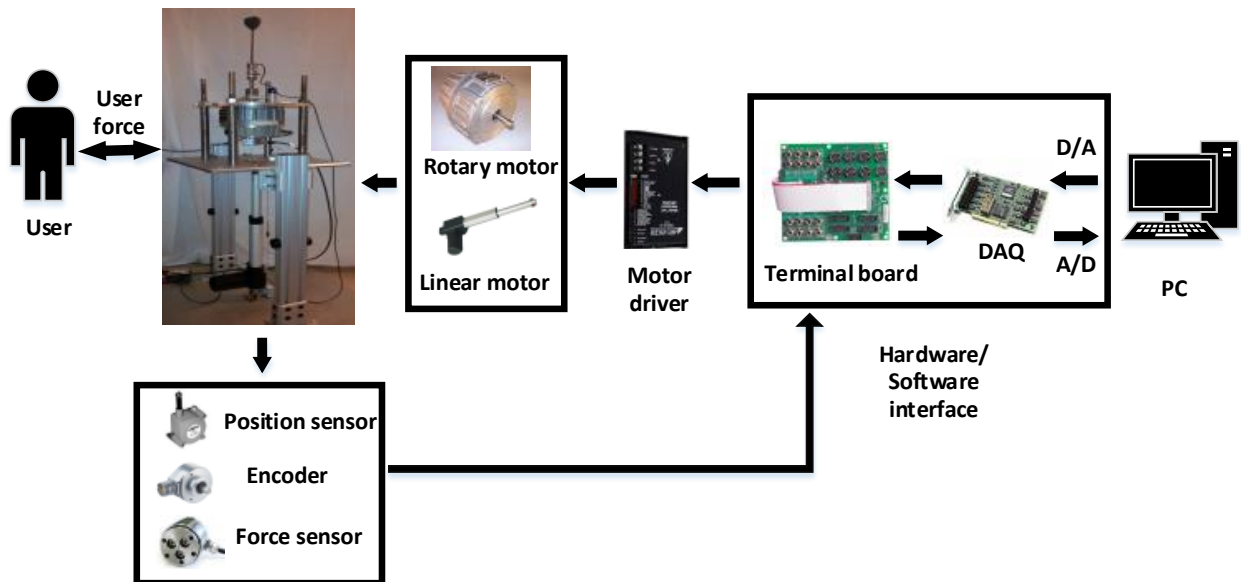 User
force
User
Rotary motor
Linear motor
Motor
driver
Terminal board
DAQ
D/A
A/D
PC
Hardware/
Software
interface
Position sensor
Encoder
Force sensor